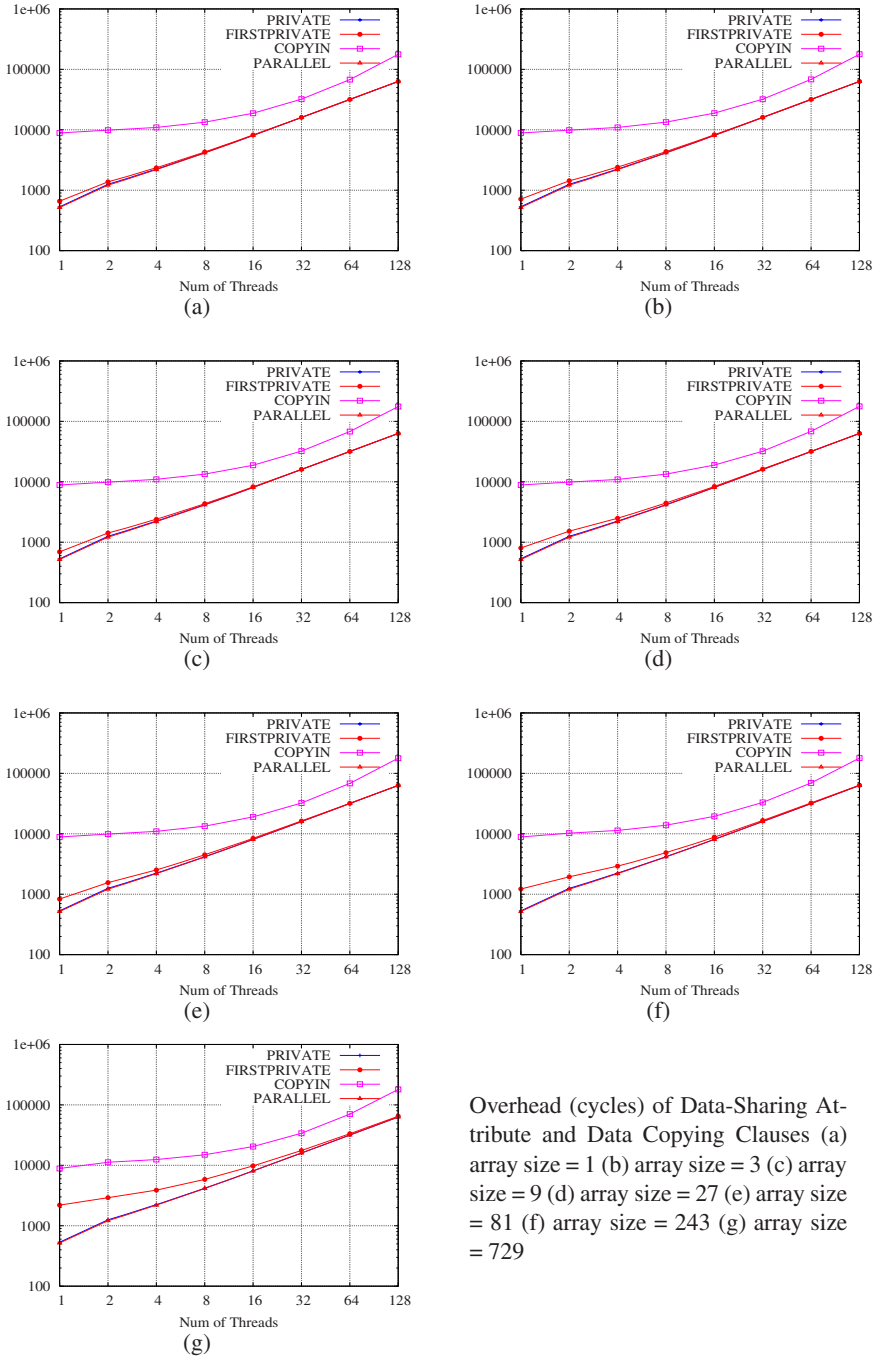 1e+06
100000
10000
1000
100
PRIVATE
FIRSTPRIVATE
COPYIN
PARALLEL
1 2 4 8 16 32 64 128
Num of Threads
(a)
1e+06
100000
10000
1000
100
PRIVATE
FIRSTPRIVATE
COPYIN
PARALLEL
1 2 4 8 16 32 64 128
Num of Threads
(b)
1e+06
100000
10000
1000
100
PRIVATE
FIRSTPRIVATE
COPYIN
PARALLEL
1 2 4 8 16 32 64 128
Num of Threads
(c)
1e+06
100000
10000
1000
100
PRIVATE
FIRSTPRIVATE
COPYIN
PARALLEL
1 2 4 8 16 32 64 128
Num of Threads
(d)
1e+06
100000
10000
1000
100
PRIVATE
FIRSTPRIVATE
COPYIN
PARALLEL
1 2 4 8 16 32 64 128
Num of Threads
(e)
1e+06
100000
10000
1000
100
PRIVATE
FIRSTPRIVATE
COPYIN
PARALLEL
1 2 4 8 16 32 64 128
Num of Threads
(f)
1e+06
100000
10000
1000
100
PRIVATE
FIRSTPRIVATE
COPYIN
PARALLEL
1 2 4 8 16 32 64 128
Num of Threads
(g)
Overhead (cycles) of Data-Sharing At-
tribute and Data Copying Clauses (a)
array size = 1 (b) array size = 3 (c) array
size = 9 (d) array size = 27 (e) array size
= 81 (f) array size = 243 (g) array size
= 729